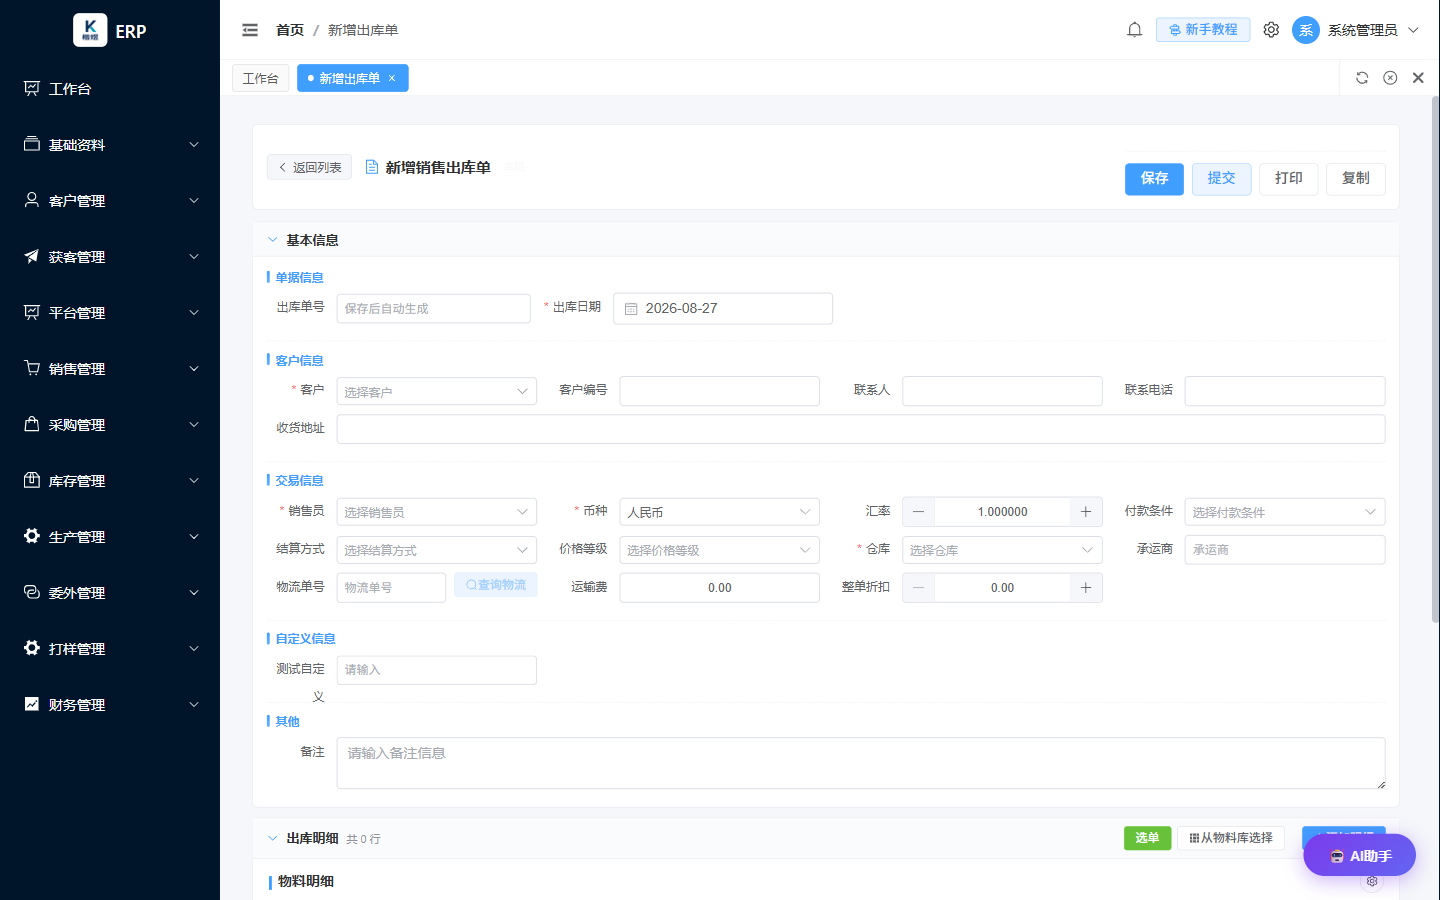 K
ERP
首页 / 新增出库单
新手教程
系
系统管理员
工作台
新增出库单 ×
工作台
基础资料
客户管理
获客管理
平台管理
销售管理
采购管理
库存管理
生产管理
委外管理
打样管理
财务管理
返回列表
新增销售出库单
保存
提交
打印
复制
基本信息
单据信息
出库单号 保存后自动生成 * 出库日期 2026-08-27
客户信息
* 客户 选择客户 客户编号 联系人 联系电话
收货地址
交易信息
* 销售员 选择销售员 * 币种 人民币 汇率 1.000000 付款条件 选择付款条件
结算方式 选择结算方式 价格等级 选择价格等级 * 仓库 选择仓库 承运商 承运商
物流单号 物流单号 查询物流 运输费 0.00 整单折扣 0.00
自定义信息
测试自定义 请输入
其他
备注 请输入备注信息
出库明细 共 0 行
选单
从物料库选择
AI助手
物料明细